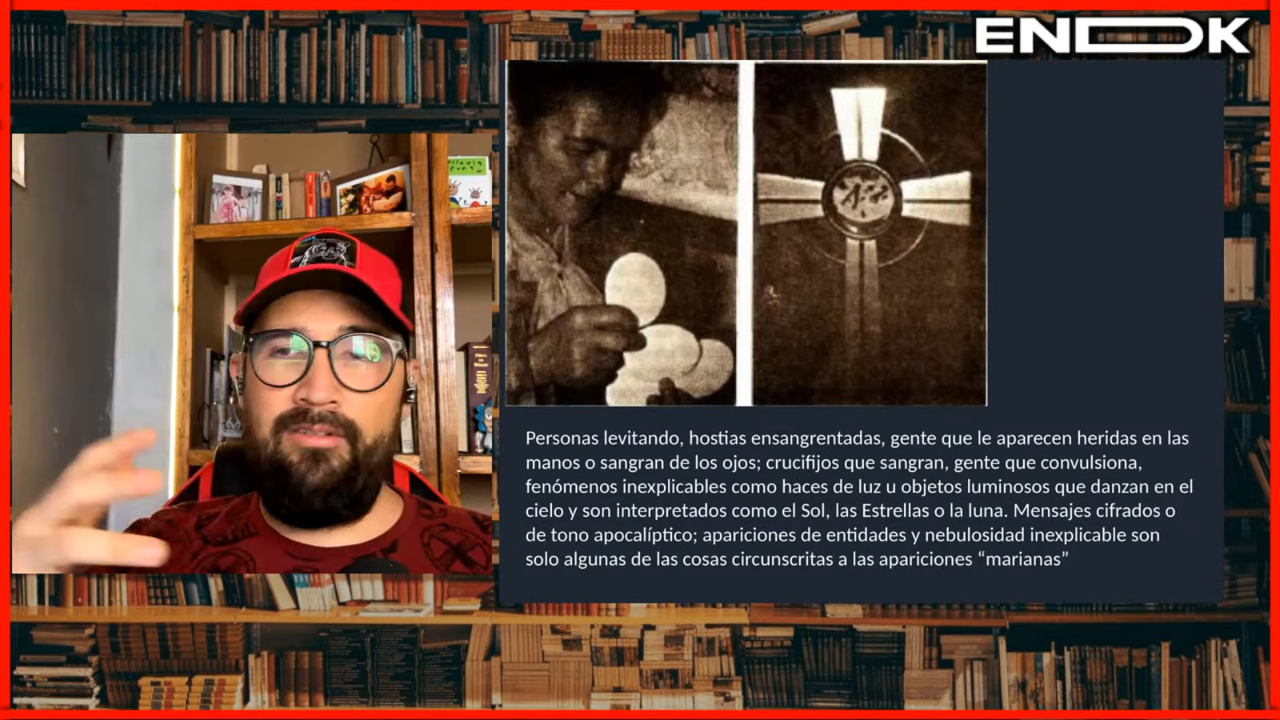 ENDK
Personas levitando, hostias ensangrentadas, gente que le aparecen heridas en las
manos o sangran de los ojos; crucifijos que sangran, gente que convulsiona,
fenómenos inexplicables como haces de luz u objetos luminosos que danzan en el
cielo y son interpretados como el Sol, las Estrellas o la luna. Mensajes cifrados o
de tono apocalíptico; apariciones de entidades y nebulosidad inexplicable son
solo algunas de las cosas circunscritas a las apariciones “marianas”